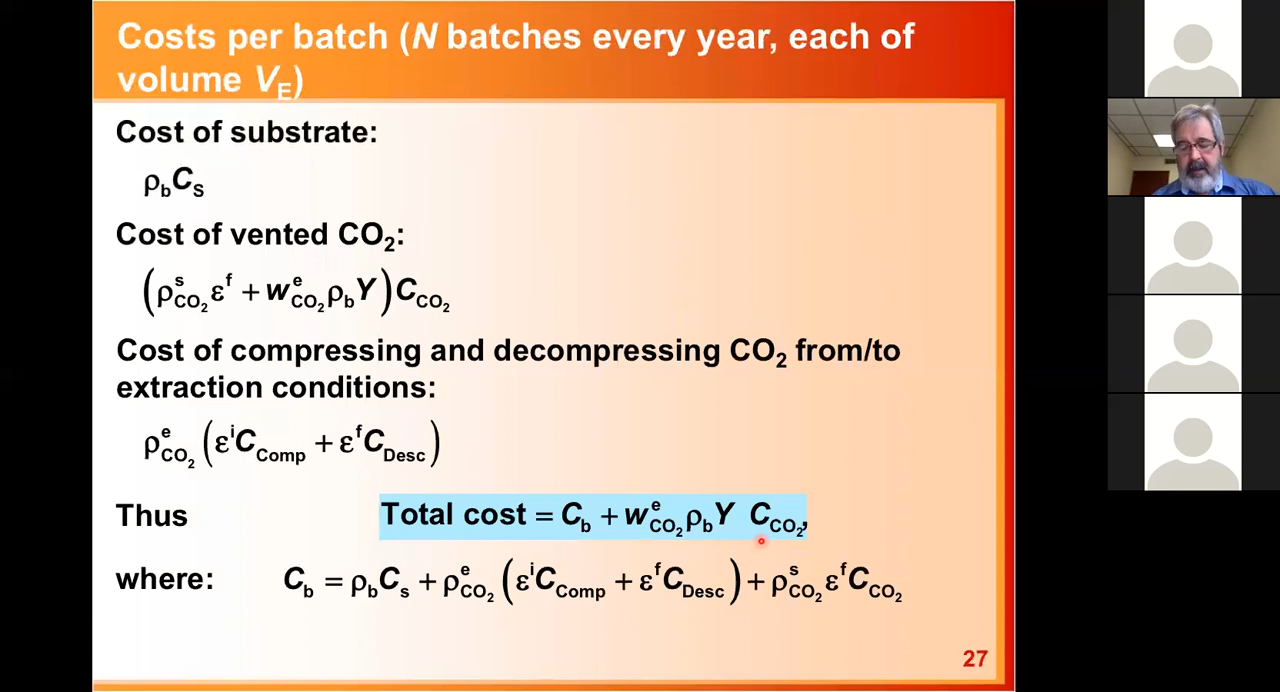 Costs per batch (N batches every year, each of
volume V_E)
Cost of substrate:
ρ_b C_S
Cost of vented CO₂:
(ρ^s_CO₂ ε^f + w^e_CO₂ ρ_b Y) C_CO₂
Cost of compressing and decompressing CO₂ from/to
extraction conditions:
ρ^e_CO₂ (ε^i C_Comp + ε^f C_Desc)
Thus Total cost = C_b + w^e_CO₂ ρ_b Y C_CO₂,
where: C_b = ρ_b C_s + ρ^e_CO₂ (ε^i C_Comp + ε^f C_Desc) + ρ^s_CO₂ ε^f C_CO₂
27